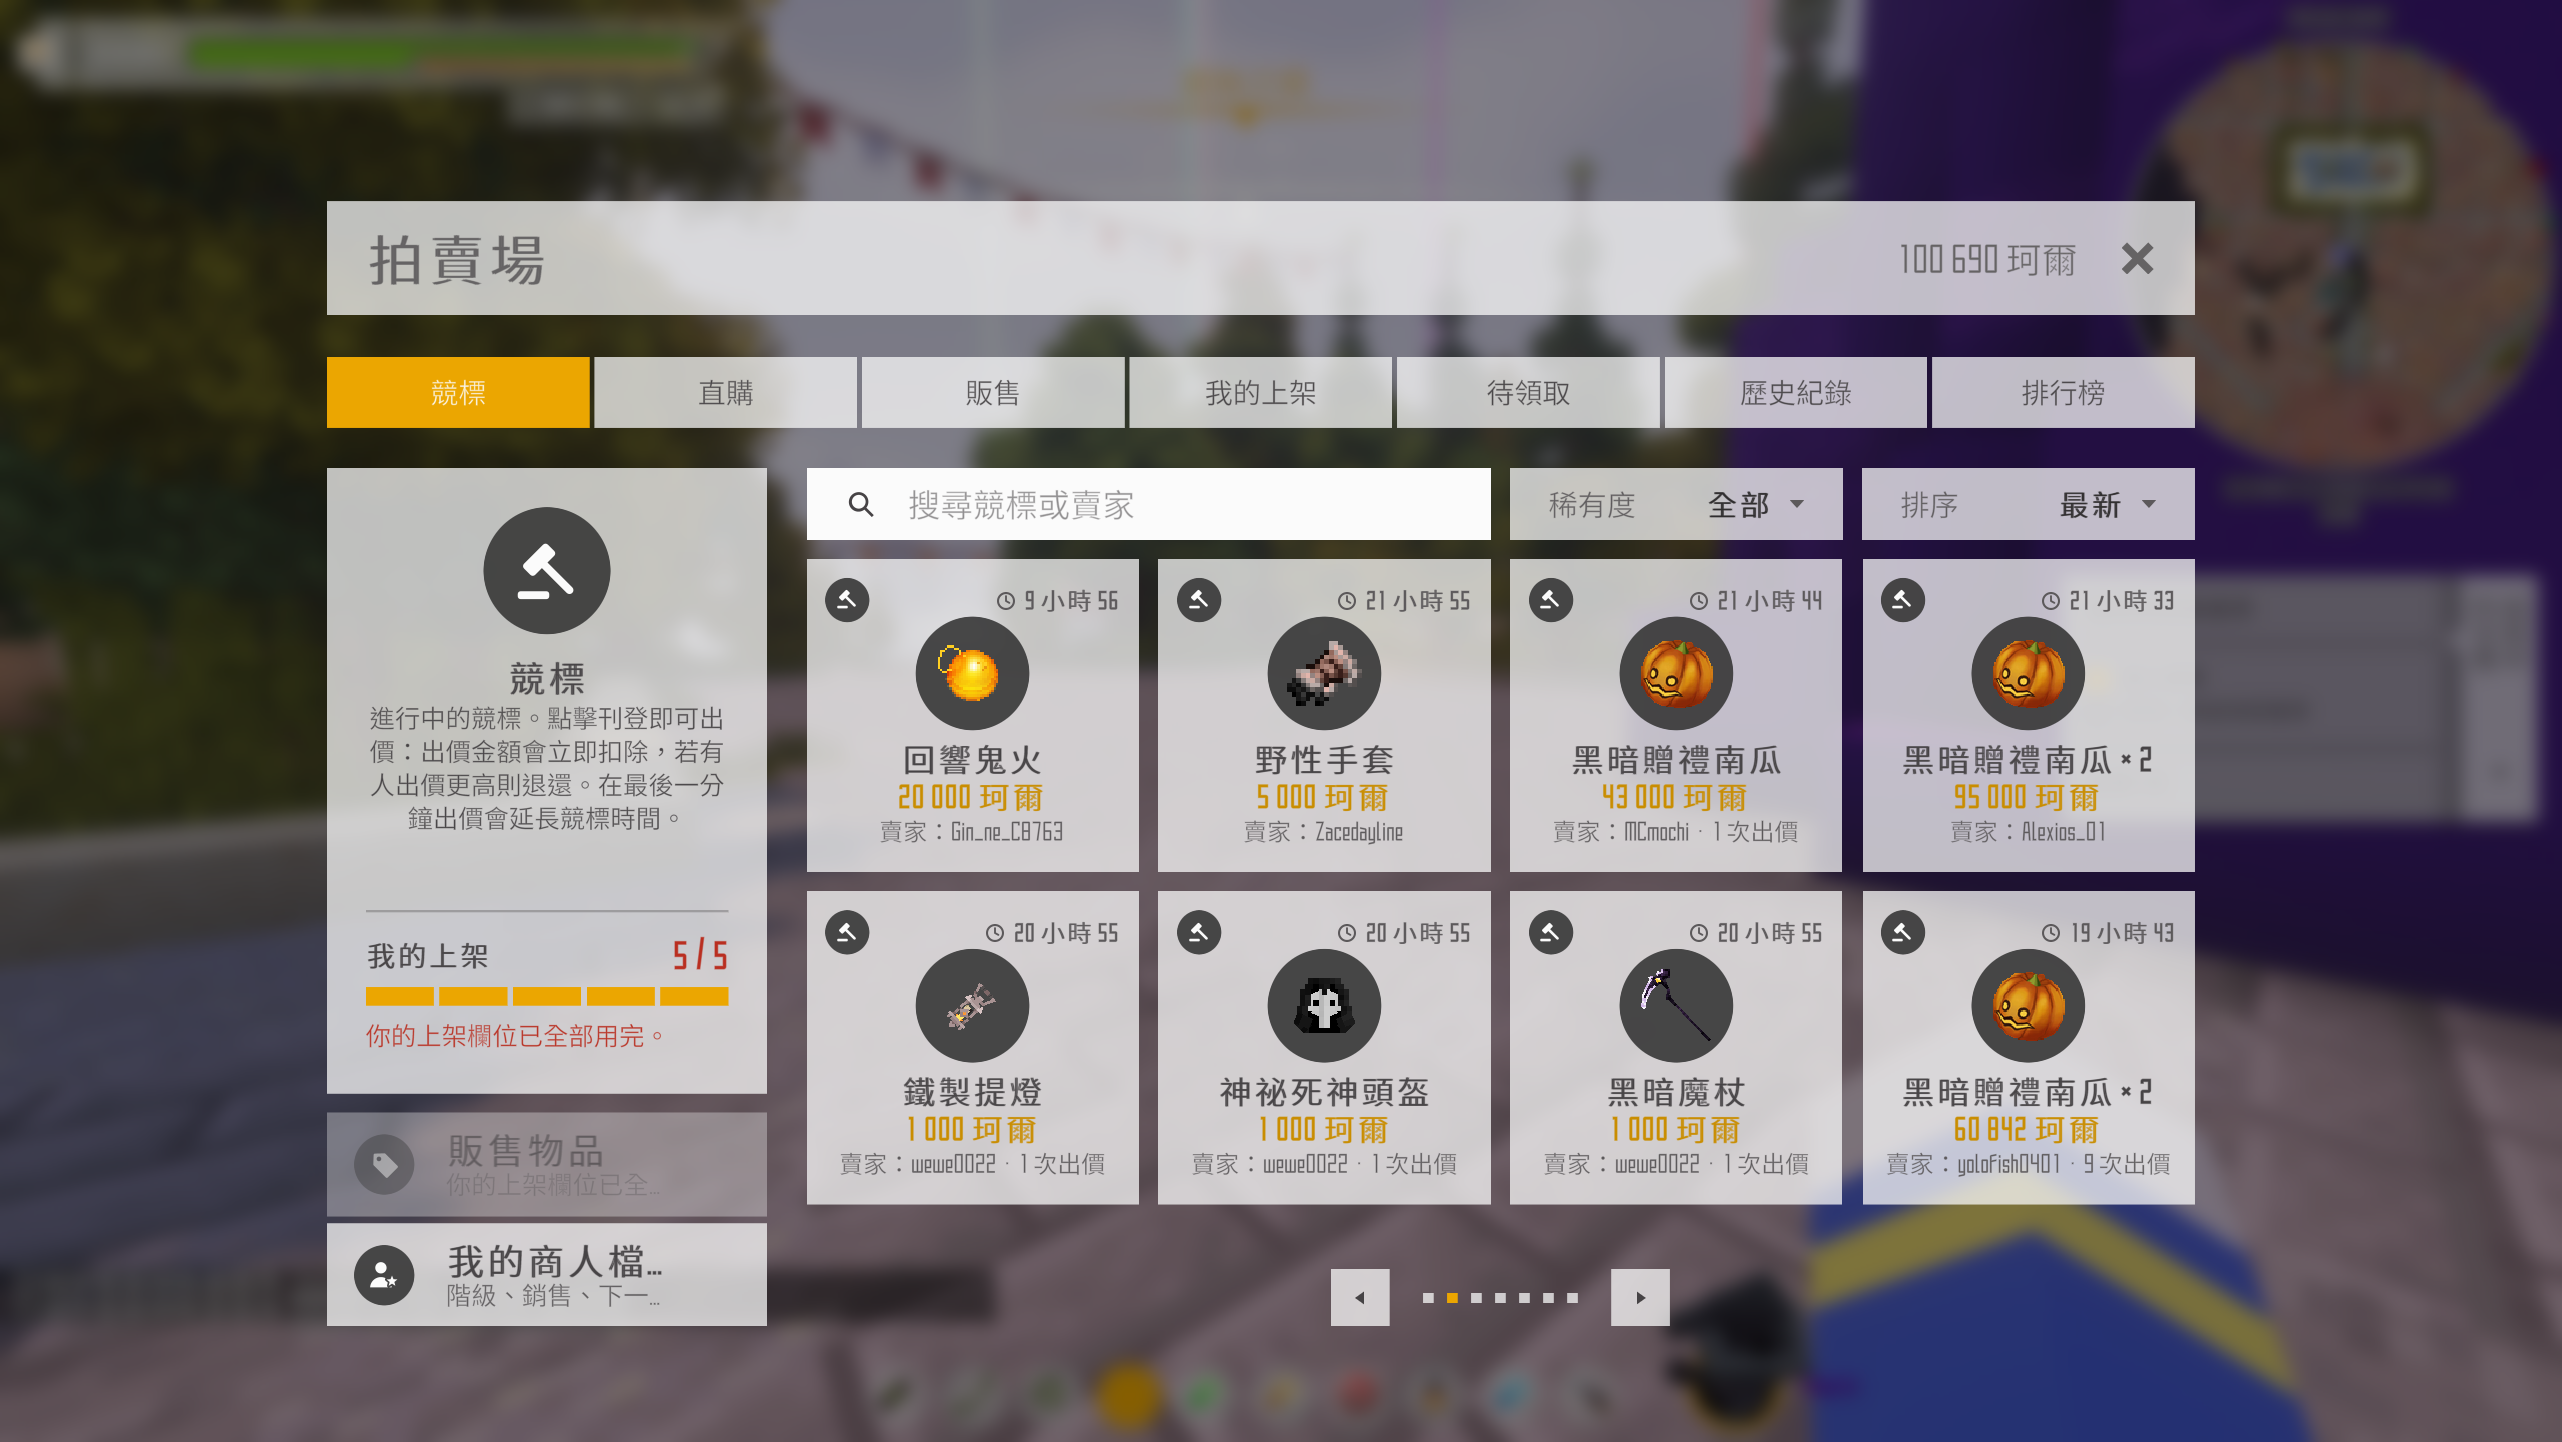 拍賣場
100 690 珂爾
競標
直購
販售
我的上架
待領取
歷史紀錄
排行榜
競標
進行中的競標。點擊刊登即可出
價：出價金額會立即扣除，若有
人出價更高則退還。在最後一分
鐘出價會延長競標時間。
我的上架 5 / 5
你的上架欄位已全部用完。
販售物品
你的上架欄位已全...
我的商人檔...
階級、銷售、下一...
搜尋競標或賣家
稀有度 全部
排序 最新
9 小時 56
回響鬼火
20 000 珂爾
賣家：Gin_ne_C8763
21 小時 55
野性手套
5 000 珂爾
賣家：Zacedayline
21 小時 44
黑暗贈禮南瓜
43 000 珂爾
賣家：MCmochi · 1 次出價
21 小時 33
黑暗贈禮南瓜 × 2
95 000 珂爾
賣家：Alexios_01
20 小時 55
鐵製提燈
1 000 珂爾
賣家：wewe0022 · 1 次出價
20 小時 55
神祕死神頭盔
1 000 珂爾
賣家：wewe0022 · 1 次出價
20 小時 55
黑暗魔杖
1 000 珂爾
賣家：wewe0022 · 1 次出價
19 小時 43
黑暗贈禮南瓜 × 2
60 842 珂爾
賣家：yolofish0401 · 9 次出價